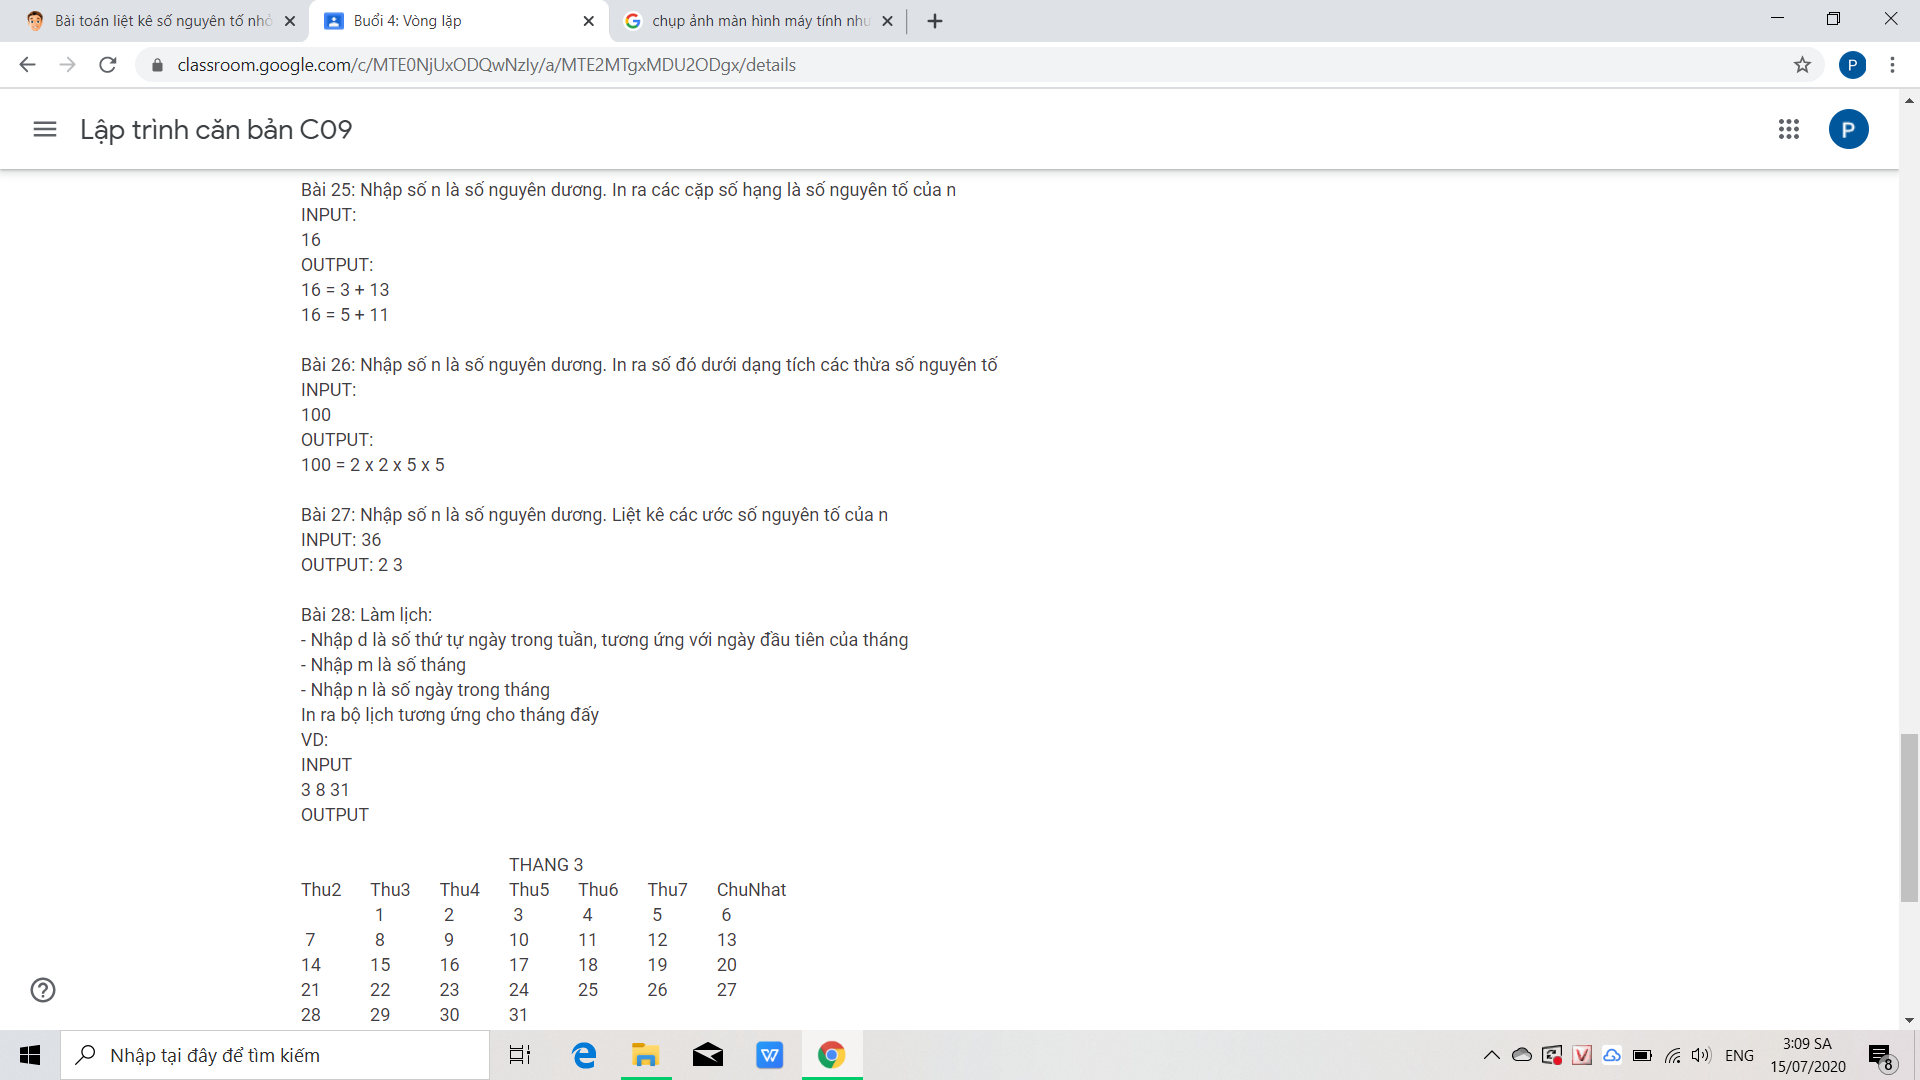 Bài toán liệt kê số nguyên tố nhỏ
Buổi 4: Vòng lặp
chụp ảnh màn hình máy tính như
classroom.google.com/c/MTE0NjUxODQwNzIy/a/MTE2MTgxMDU2ODgx/details
P
Lập trình căn bản C09
P
Bài 25: Nhập số n là số nguyên dương. In ra các cặp số hạng là số nguyên tố của n
INPUT:
16
OUTPUT:
16 = 3 + 13
16 = 5 + 11
Bài 26: Nhập số n là số nguyên dương. In ra số đó dưới dạng tích các thừa số nguyên tố
INPUT:
100
OUTPUT:
100 = 2 x 2 x 5 x 5
Bài 27: Nhập số n là số nguyên dương. Liệt kê các ước số nguyên tố của n
INPUT: 36
OUTPUT: 2 3
Bài 28: Làm lịch:
- Nhập d là số thứ tự ngày trong tuần, tương ứng với ngày đầu tiên của tháng
- Nhập m là số tháng
- Nhập n là số ngày trong tháng
In ra bộ lịch tương ứng cho tháng đấy
VD:
INPUT
3 8 31
OUTPUT
THANG 3
Thu2 Thu3 Thu4 Thu5 Thu6 Thu7 ChuNhat
1 2 3 4 5 6
7 8 9 10 11 12 13
14 15 16 17 18 19 20
21 22 23 24 25 26 27
28 29 30 31
Nhập tại đây để tìm kiếm
ENG
3:09 SA
15/07/2020
8